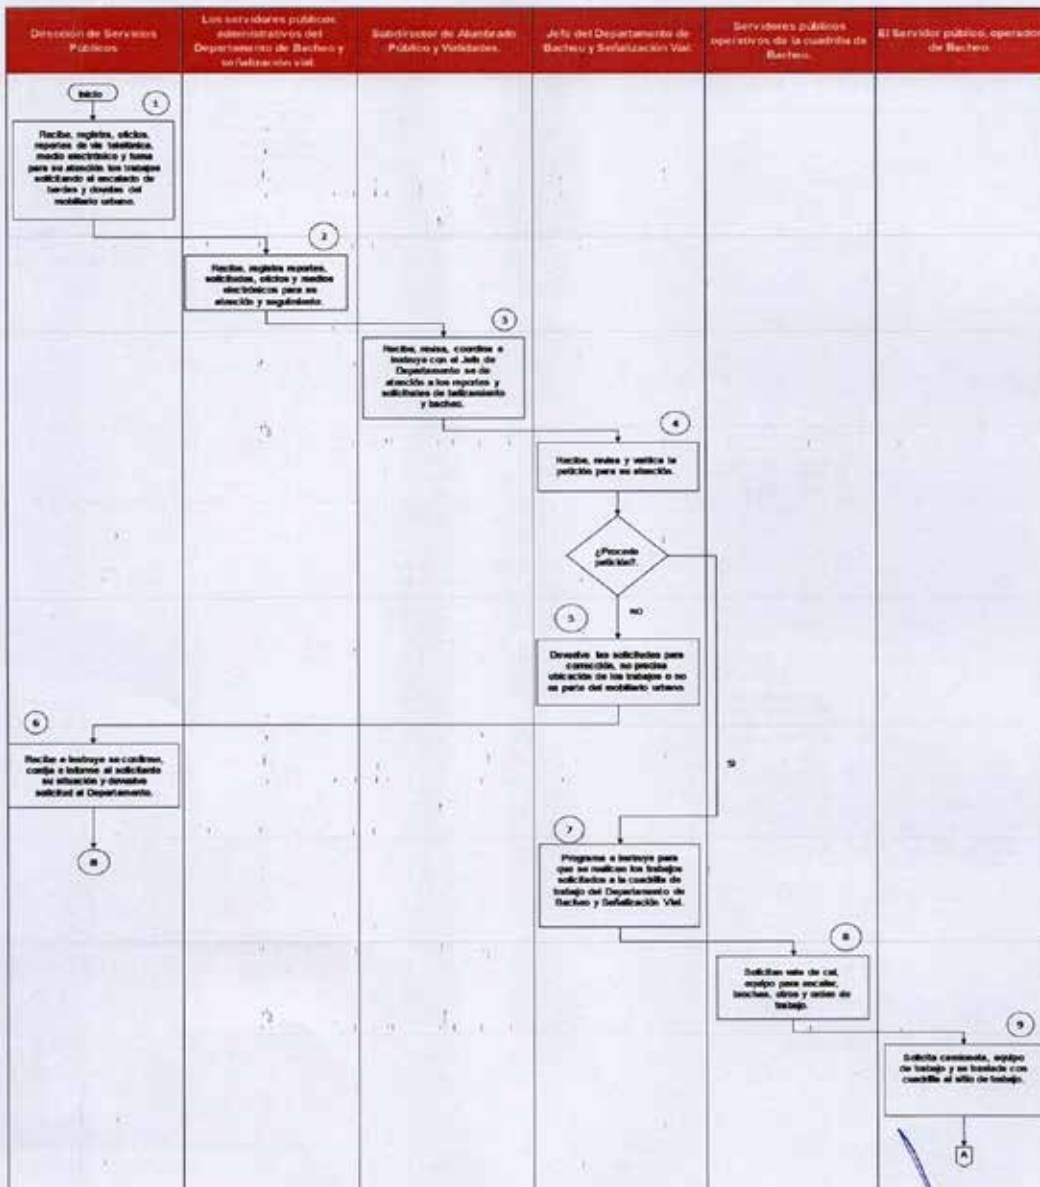 Dirección de Servicios
Públicos
Los servidores públicos
administrativos del
Departamento de Bacheo y
señalización vial
Subdirector de Alumbrado
Público y Vialidades.
Jefe del Departamento de
Bacheo y Señalización Vial.
Servidores públicos
operativos de la cuadrilla de
Bacheo.
El Servidor público, operador
de Bacheo.
Inicio
1
Recibe, registra, oficios,
reportes de vía telefónica,
medio electrónico y turna
para su atención los trabajos
solicitando el encalado de
bardas y dovelas del
mobiliario urbano.
2
Recibe, registra reportes,
solicitudes, oficios y medios
electrónicos para su
atención y seguimiento.
3
Recibe, revisa, coordina e
instruye con el Jefe de
Departamento se de
atención a los reportes y
solicitudes de balizamiento
y bacheo.
4
Recibe, revisa y verifica la
petición para su atención.
¿Procede
petición?.
NO
5
Devuelve las solicitudes para
corrección, no precisa
ubicación de los trabajos o no
es parte del mobiliario urbano.
6
Recibe e instruye se confirme,
corrija e informe al solicitante
su situación y devuelve
solicitud al Departamento.
SI
B
7
Programa e instruye para
que se realicen los trabajos
solicitados a la cuadrilla de
trabajo del Departamento de
Bacheo y Señalización Vial.
8
Solicitan vale de cal,
equipo para encalar,
brochas, otros y orden de
trabajo.
9
Solicita camioneta, equipo
de trabajo y se traslada con
cuadrilla al sitio de trabajo.
A